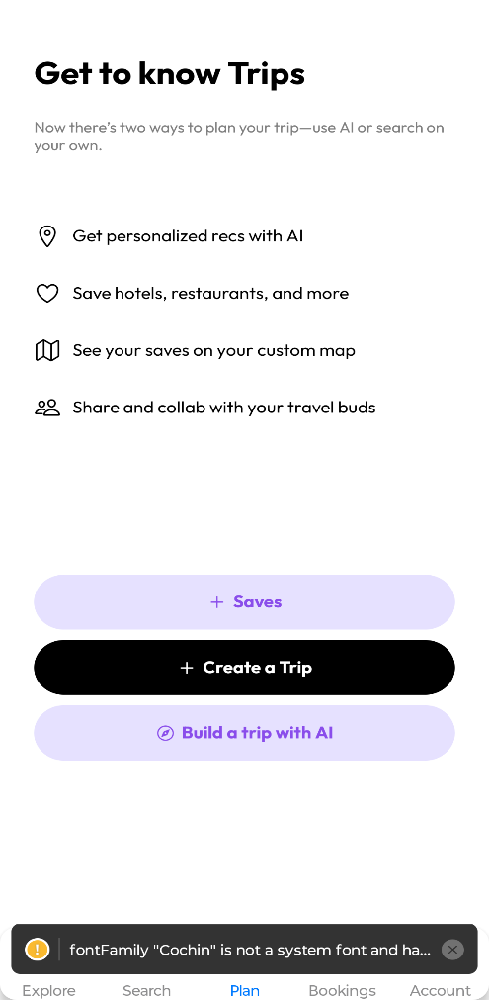 Get to know Trips
Now there's two ways to plan your trip—use AI or search on
your own.
Get personalized recs with AI
Save hotels, restaurants, and more
See your saves on your custom map
Share and collab with your travel buds
+ Saves
+ Create a Trip
Build a trip with AI
! fontFamily "Cochin" is not a system font and ha...
Explore Search Plan Bookings Account